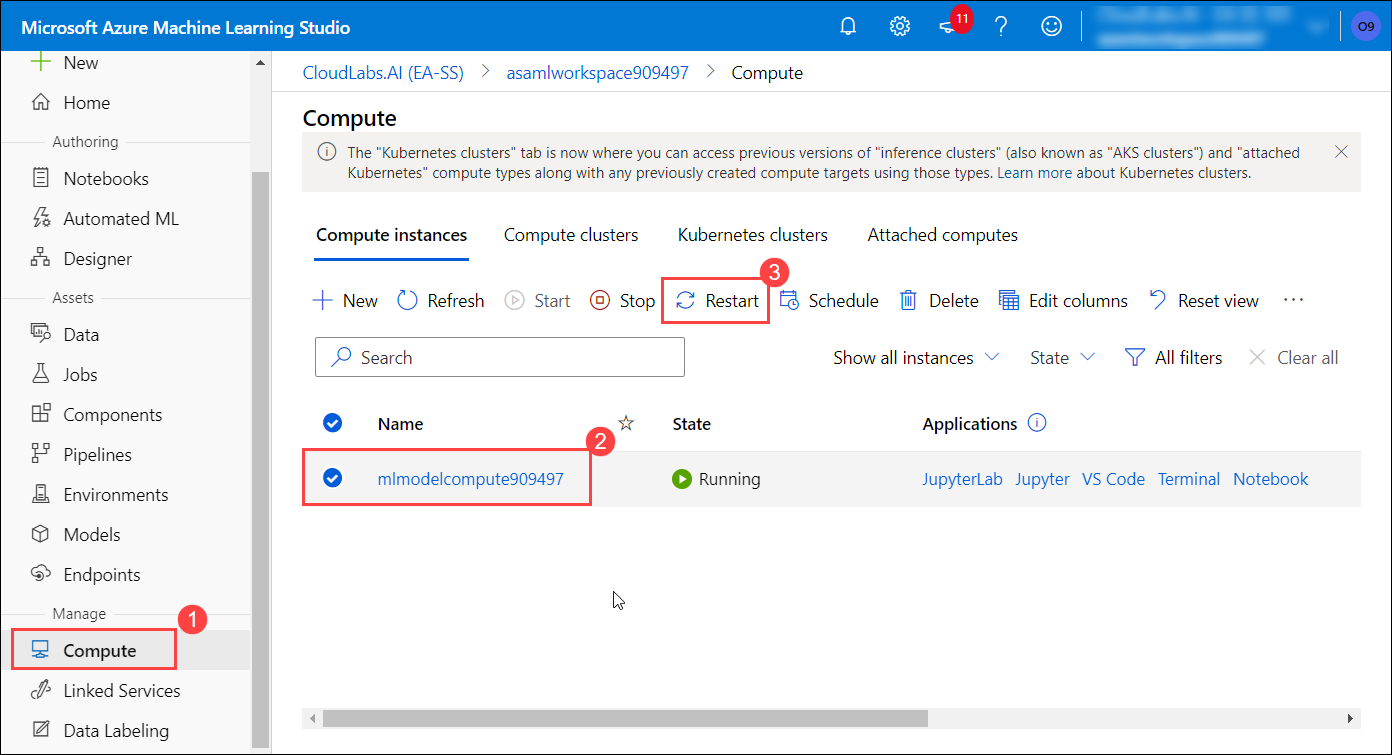 Microsoft Azure Machine Learning Studio
11
O9
New
Home
Authoring
Notebooks
Automated ML
Designer
Assets
Data
Jobs
Components
Pipelines
Environments
Models
Endpoints
Manage
1
Compute
Linked Services
Data Labeling
CloudLabs.AI (EA-SS) > asamlworkspace909497 > Compute
Compute
The "Kubernetes clusters" tab is now where you can access previous versions of "inference clusters" (also known as "AKS clusters") and "attached
Kubernetes" compute types along with any previously created compute targets using those types. Learn more about Kubernetes clusters.
Compute instances Compute clusters Kubernetes clusters Attached computes
3
New Refresh Start Stop Restart Schedule Delete Edit columns Reset view ...
Search Show all instances State All filters Clear all
Name State Applications
2
mlmodelcompute909497 Running JupyterLab Jupyter VS Code Terminal Notebook